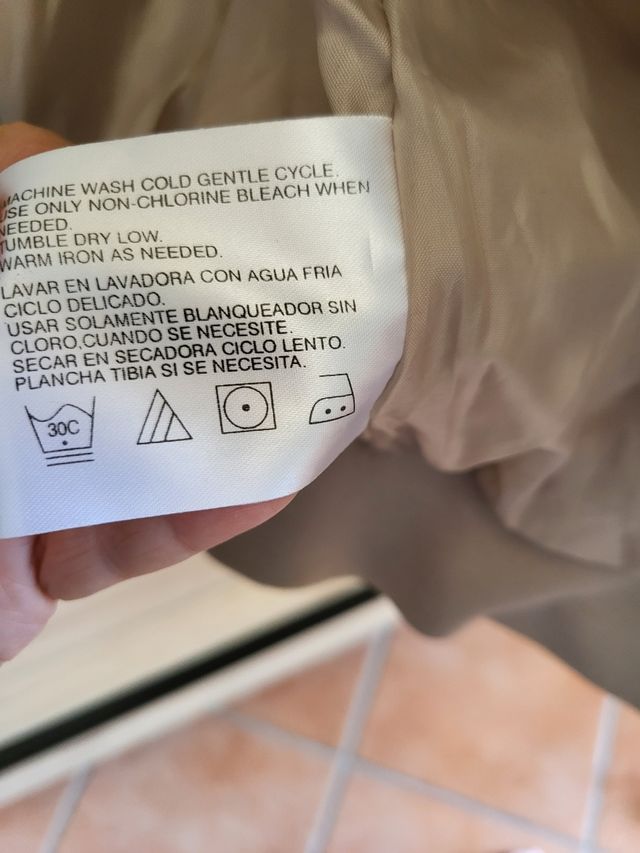 MACHINE WASH COLD GENTLE CYCLE.
USE ONLY NON-CHLORINE BLEACH WHEN
NEEDED.
TUMBLE DRY LOW.
WARM IRON AS NEEDED.
LAVAR EN LAVADORA CON AGUA FRIA
CICLO DELICADO.
USAR SOLAMENTE BLANQUEADOR SIN
CLORO.CUANDO SE NECESITE.
SECAR EN SECADORA CICLO LENTO.
PLANCHA TIBIA SI SE NECESITA.
30C